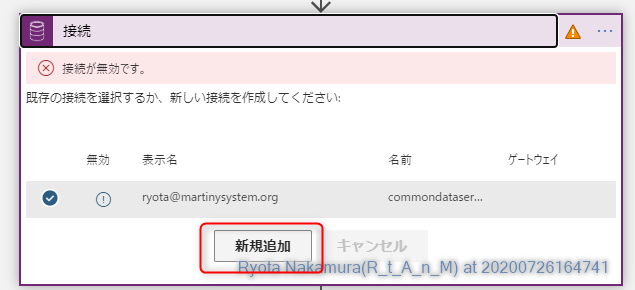 接続
接続が無効です。
既存の接続を選択するか、新しい接続を作成してください:
無効 表示名 名前 ゲートウェイ
ryota@martinysystem.org commondataser...
新規追加 キャンセル
Ryota Nakamura(R_t_A_n_M) at 20200726164741